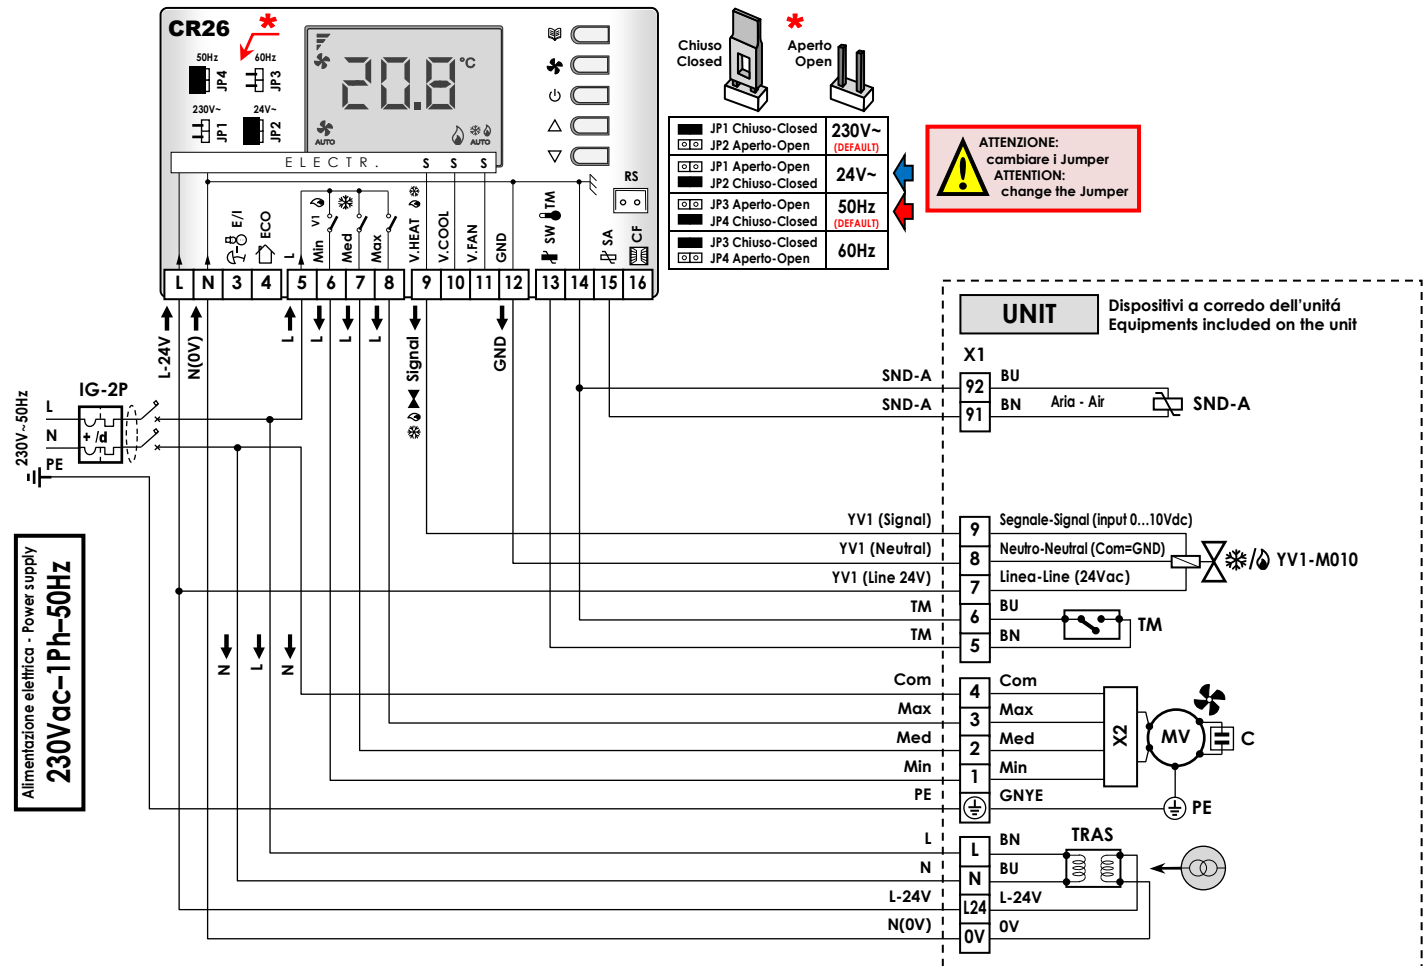 CR26
*
50Hz
JP4
60Hz
JP3
230V~
JP1
24V~
JP2
20.8 °C
AUTO
AUTO
ELECTR.
S S S
Chiuso
Closed
*
Aperto
Open
JP1 Chiuso-Closed
JP2 Aperto-Open
230V~
(DEFAULT)
JP1 Aperto-Open
JP2 Chiuso-Closed
24V~
JP3 Aperto-Open
JP4 Chiuso-Closed
50Hz
(DEFAULT)
JP3 Chiuso-Closed
JP4 Aperto-Open
60Hz
ATTENZIONE:
cambiare i Jumper
ATTENTION:
change the Jumper
E/I
ECO
L
Min V1
Med
Max
V.HEAT
V.COOL
V.FAN
GND
SW TM
SA
CF
RS
L N 3 4 5 6 7 8 9 10 11 12 13 14 15 16
L-24V
N(0V)
L
L
L
L
Signal
GND
IG-2P
230V~50Hz
L
N
PE
+ /d
Alimentazione elettrica - Power supply
230Vac–1Ph–50Hz
N
L
N
UNIT
Dispositivi a corredo dell'unitá
Equipments included on the unit
X1
SND-A 92 BU
SND-A 91 BN
Aria - Air
SND-A
YV1 (Signal) 9 Segnale-Signal (input 0...10Vdc)
YV1 (Neutral) 8 Neutro-Neutral (Com=GND)
YV1 (Line 24V) 7 Linea-Line (24Vac)
/ YV1-M010
TM 6 BU
TM 5 BN
TM
Com 4 Com
Max 3 Max
Med 2 Med
Min 1 Min
PE GNYE
X2
MV
C
PE
L L BN
N N BU
L-24V L24 L-24V
N(0V) 0V 0V
TRAS